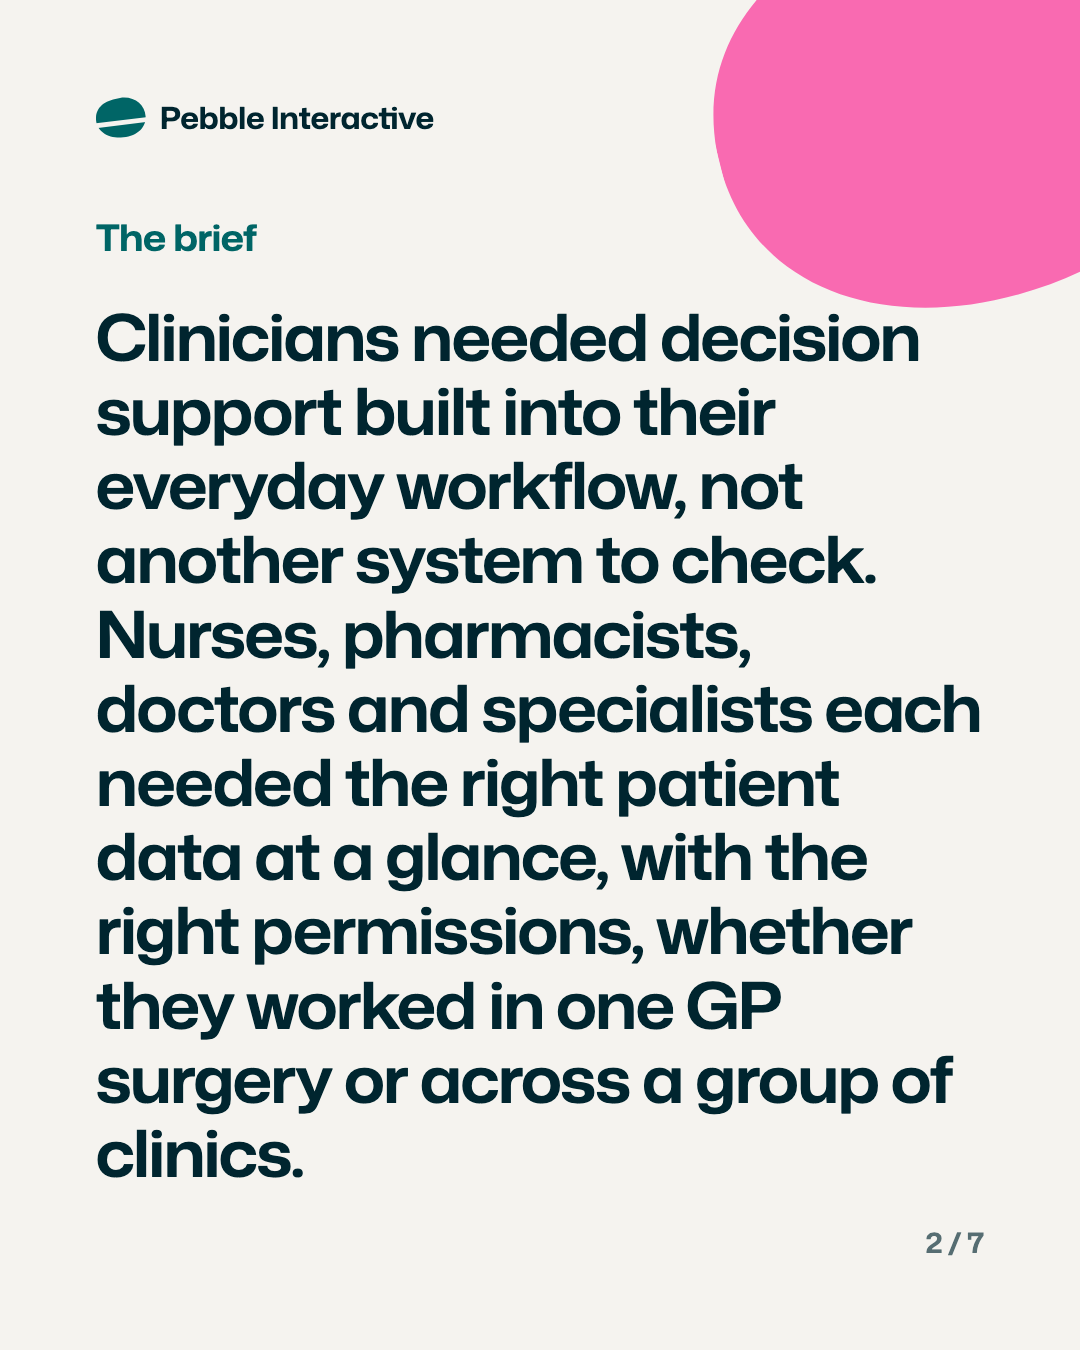 Pebble Interactive
The brief
Clinicians needed decision
support built into their
everyday workflow, not
another system to check.
Nurses, pharmacists,
doctors and specialists each
needed the right patient
data at a glance, with the
right permissions, whether
they worked in one GP
surgery or across a group of
clinics.
2 / 7